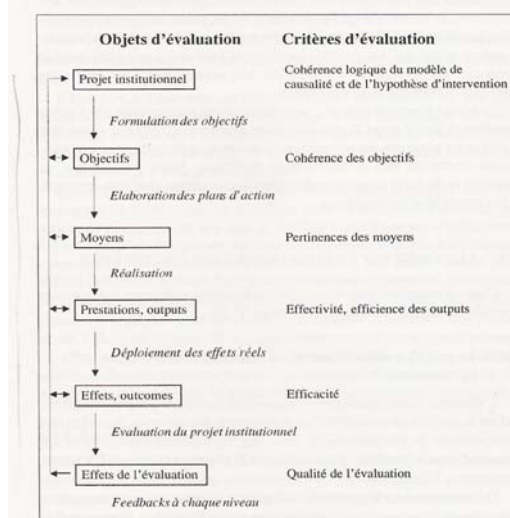 Objets d'évaluation Critères d'évaluation
Projet institutionnel Cohérence logique du modèle de
causalité et de l'hypothèse d'intervention
Formulation des objectifs
Objectifs Cohérence des objectifs
Elaboration des plans d'action
Moyens Pertinences des moyens
Réalisation
Prestations, outputs Effectivité, efficience des outputs
Déploiement des effets réels
Effets, outcomes Efficacité
Evaluation du projet institutionnel
Effets de l'évaluation Qualité de l'évaluation
Feedbacks à chaque niveau